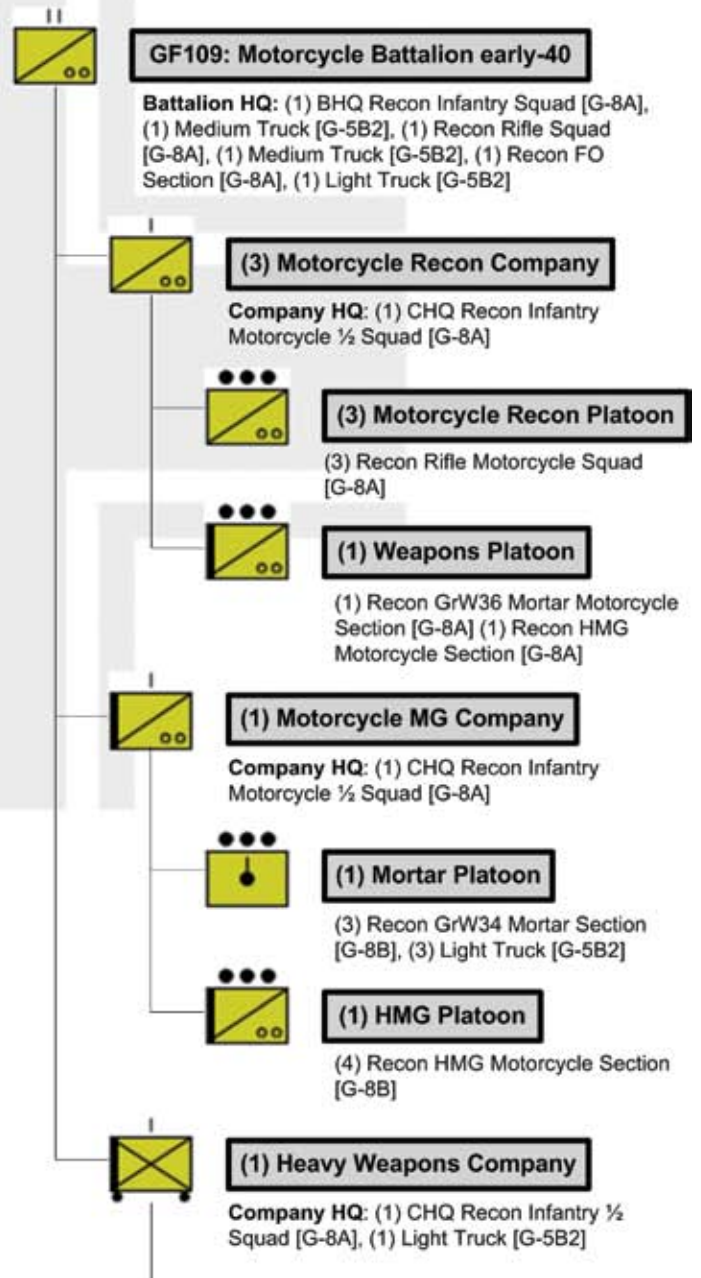 GF109: Motorcycle Battalion early-40
Battalion HQ: (1) BHQ Recon Infantry Squad [G-8A],
(1) Medium Truck [G-5B2], (1) Recon Rifle Squad
[G-8A], (1) Medium Truck [G-5B2], (1) Recon FO
Section [G-8A], (1) Light Truck [G-5B2]
(3) Motorcycle Recon Company
Company HQ: (1) CHQ Recon Infantry
Motorcycle ½ Squad [G-8A]
(3) Motorcycle Recon Platoon
(3) Recon Rifle Motorcycle Squad
[G-8A]
(1) Weapons Platoon
(1) Recon GrW36 Mortar Motorcycle
Section [G-8A] (1) Recon HMG
Motorcycle Section [G-8A]
(1) Motorcycle MG Company
Company HQ: (1) CHQ Recon Infantry
Motorcycle ½ Squad [G-8A]
(1) Mortar Platoon
(3) Recon GrW34 Mortar Section
[G-8B], (3) Light Truck [G-5B2]
(1) HMG Platoon
(4) Recon HMG Motorcycle Section
[G-8B]
(1) Heavy Weapons Company
Company HQ: (1) CHQ Recon Infantry ½
Squad [G-8A], (1) Light Truck [G-5B2]